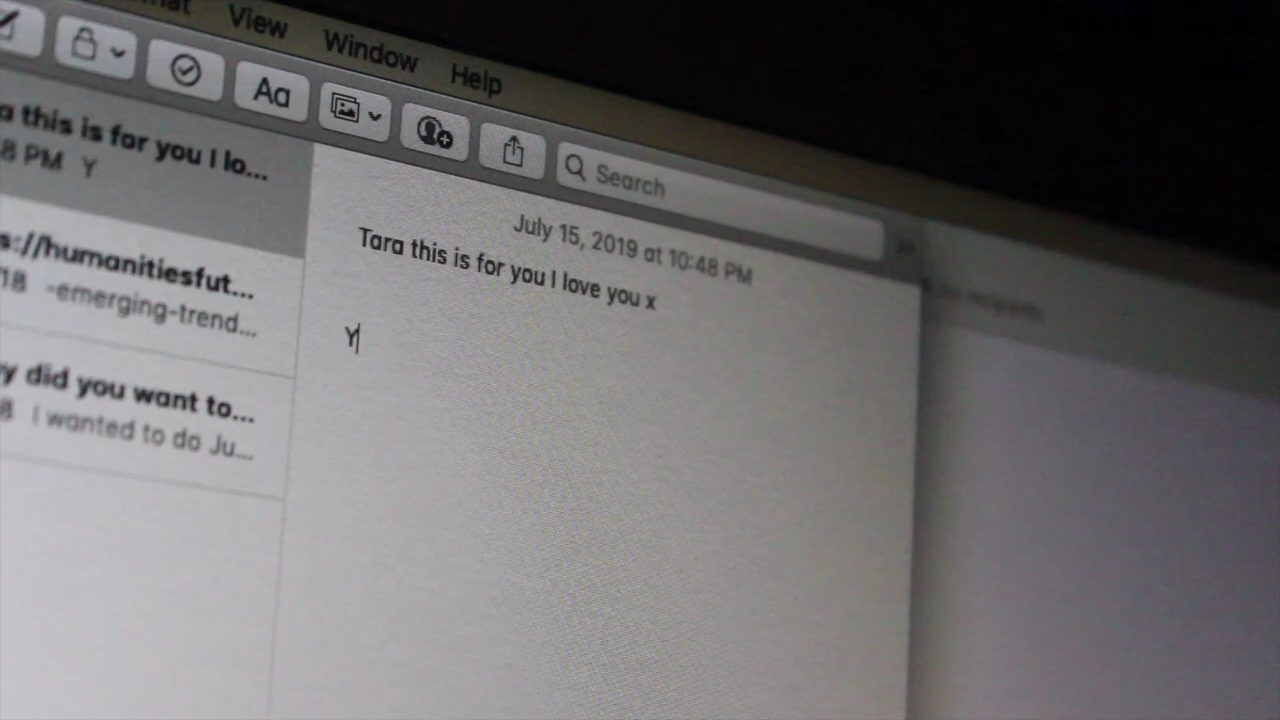 View Window Help
Aa
Search
a this is for you I lo...
8 PM Y
s://humanitiesfut...
18 -emerging-trend...
y did you want to...
8 I wanted to do Ju...
July 15, 2019 at 10:48 PM
Tara this is for you I love you x
Y